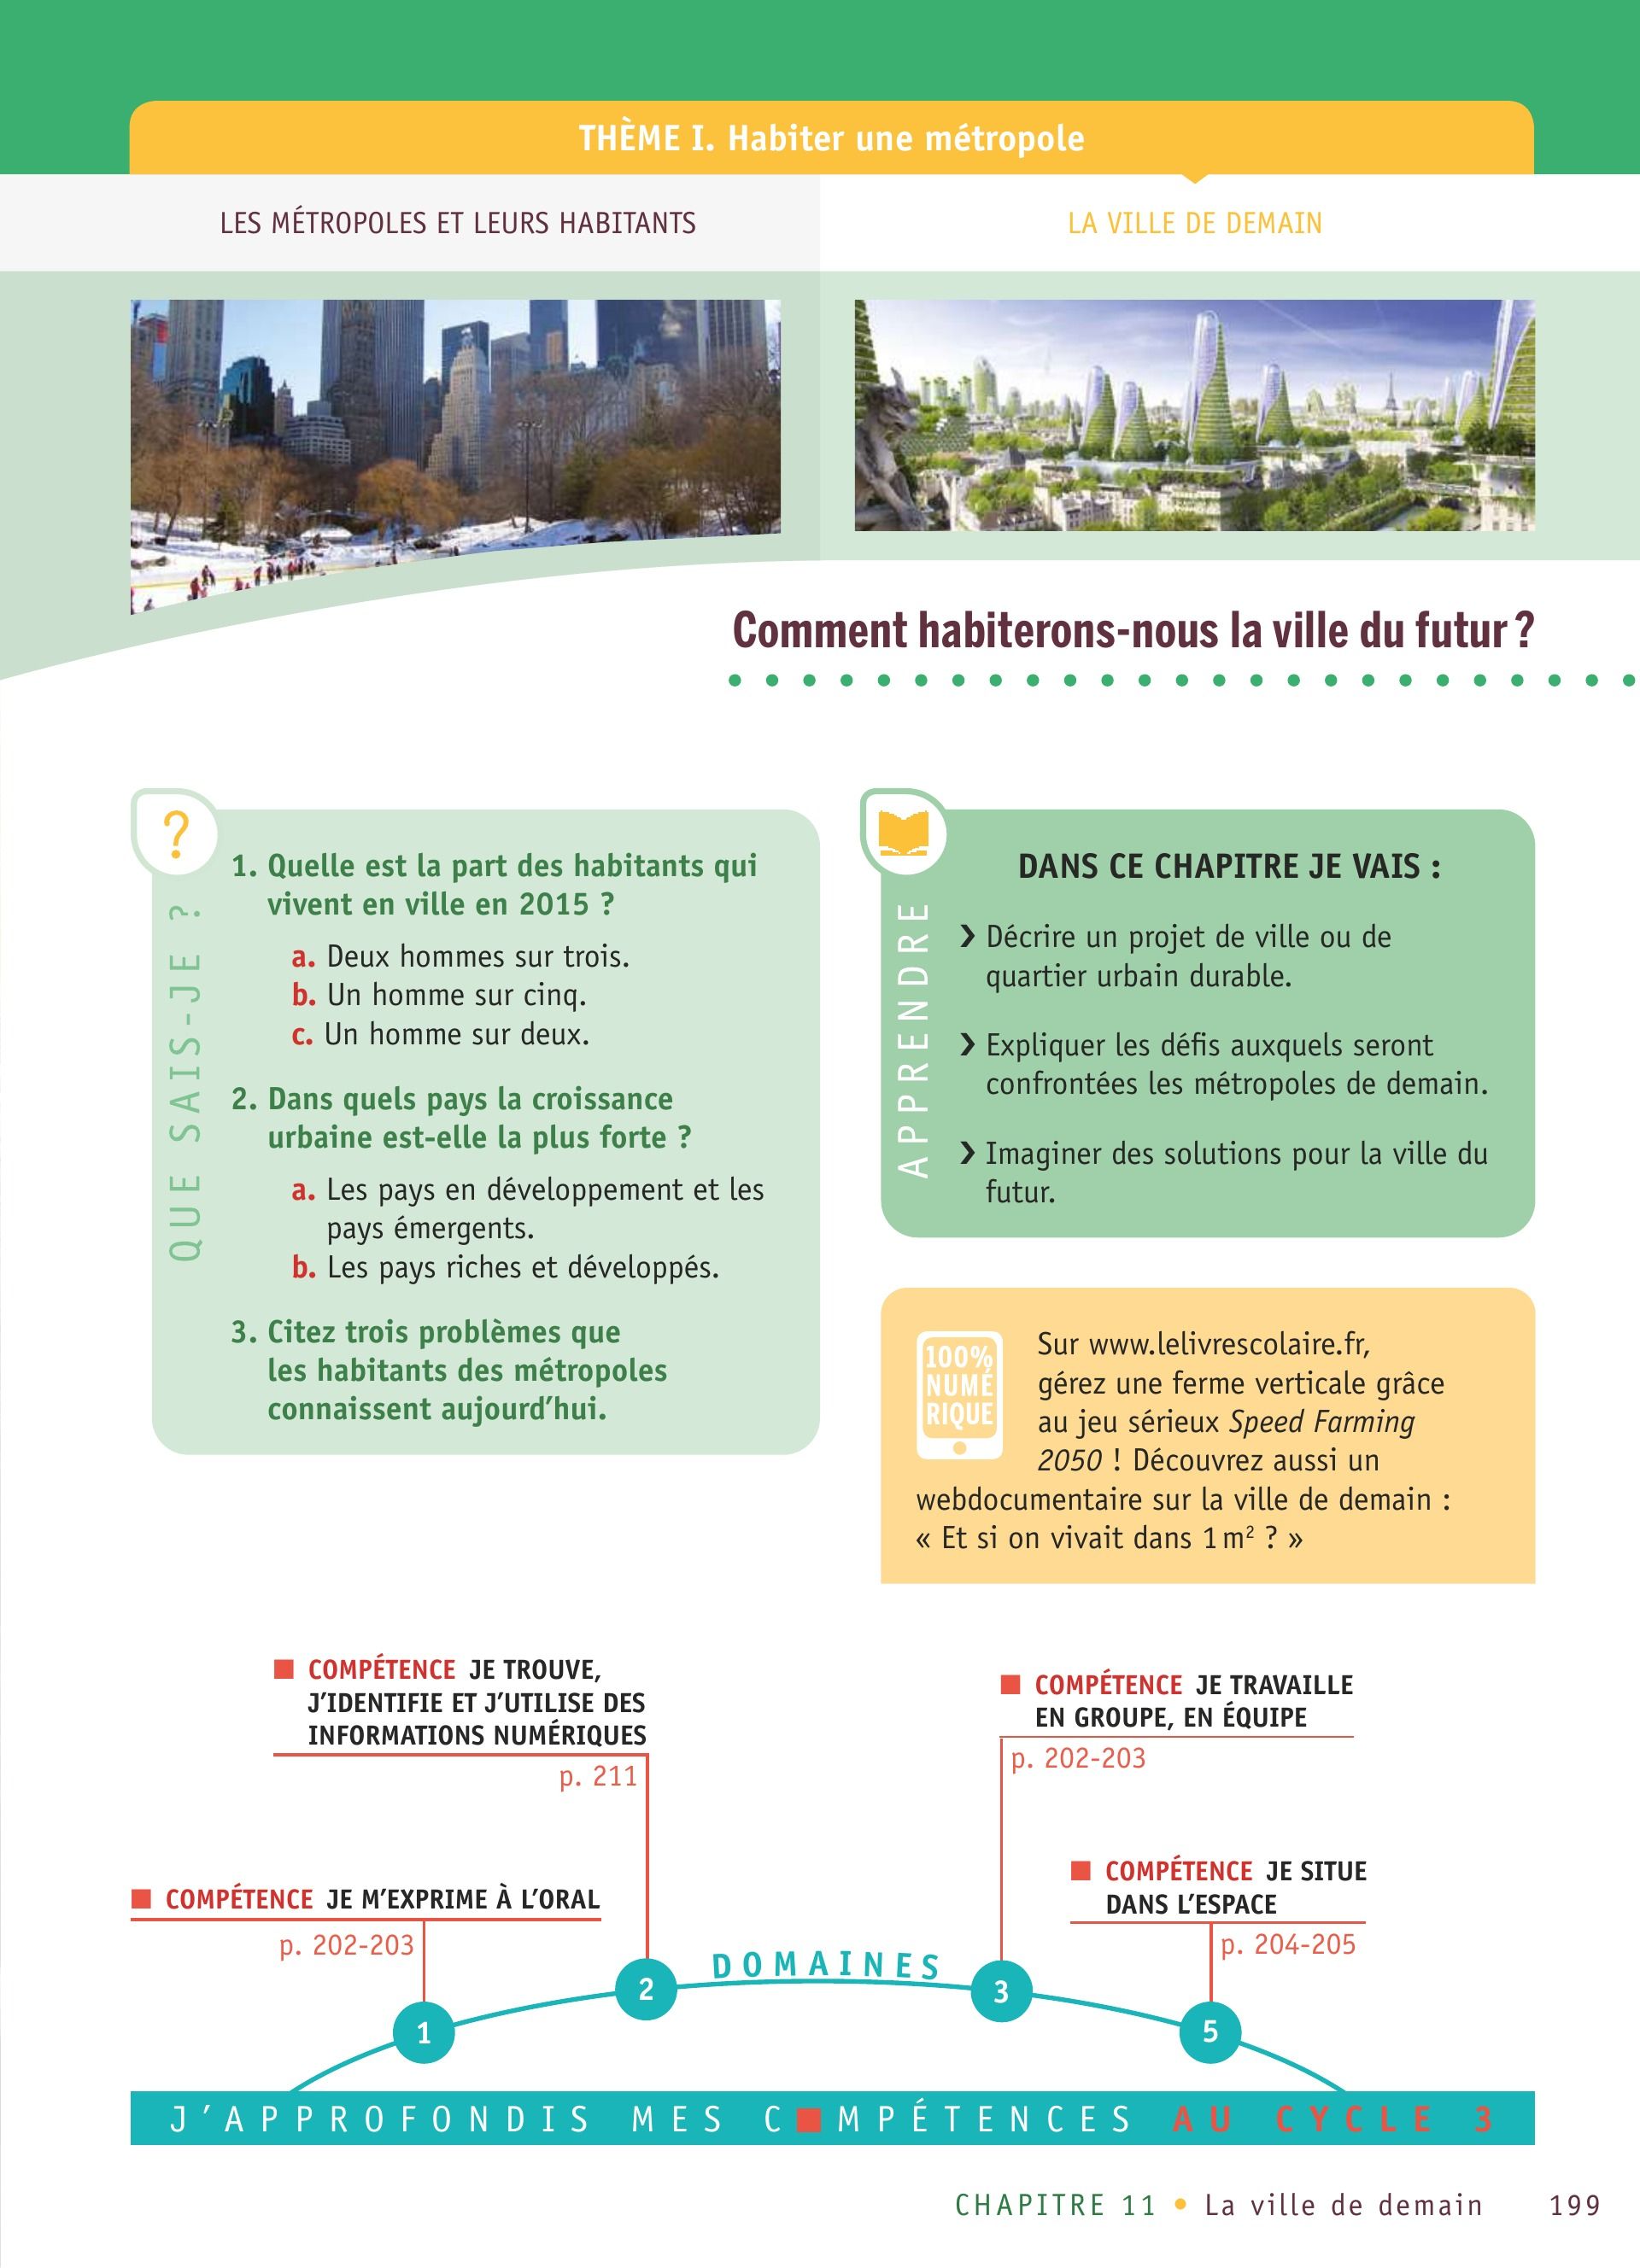 THÈME I. Habiter une métropole
LES MÉTROPOLES ET LEURS HABITANTS
LA VILLE DE DEMAIN
Comment habiterons-nous la ville du futur ?
?
QUE SAIS-JE ?
1. Quelle est la part des habitants qui
vivent en ville en 2015 ?
a. Deux hommes sur trois.
b. Un homme sur cinq.
c. Un homme sur deux.
2. Dans quels pays la croissance
urbaine est-elle la plus forte ?
a. Les pays en développement et les
pays émergents.
b. Les pays riches et développés.
3. Citez trois problèmes que
les habitants des métropoles
connaissent aujourd’hui.
APPRENDRE
DANS CE CHAPITRE JE VAIS :
❯ Décrire un projet de ville ou de
quartier urbain durable.
❯ Expliquer les défis auxquels seront
confrontées les métropoles de demain.
❯ Imaginer des solutions pour la ville du
futur.
100%
NUMÉ
RIQUE
Sur www.lelivrescolaire.fr,
gérez une ferme verticale grâce
au jeu sérieux Speed Farming
2050 ! Découvrez aussi un
webdocumentaire sur la ville de demain :
« Et si on vivait dans 1 m² ? »
■ COMPÉTENCE JE TROUVE,
J’IDENTIFIE ET J’UTILISE DES
INFORMATIONS NUMÉRIQUES
p. 211
■ COMPÉTENCE JE TRAVAILLE
EN GROUPE, EN ÉQUIPE
p. 202-203
■ COMPÉTENCE JE M’EXPRIME À L’ORAL
p. 202-203
■ COMPÉTENCE JE SITUE
DANS L’ESPACE
p. 204-205
DOMAINES
1
2
3
5
J’APPROFONDIS MES C■MPÉTENCES AU CYCLE 3
CHAPITRE 11 • La ville de demain 199